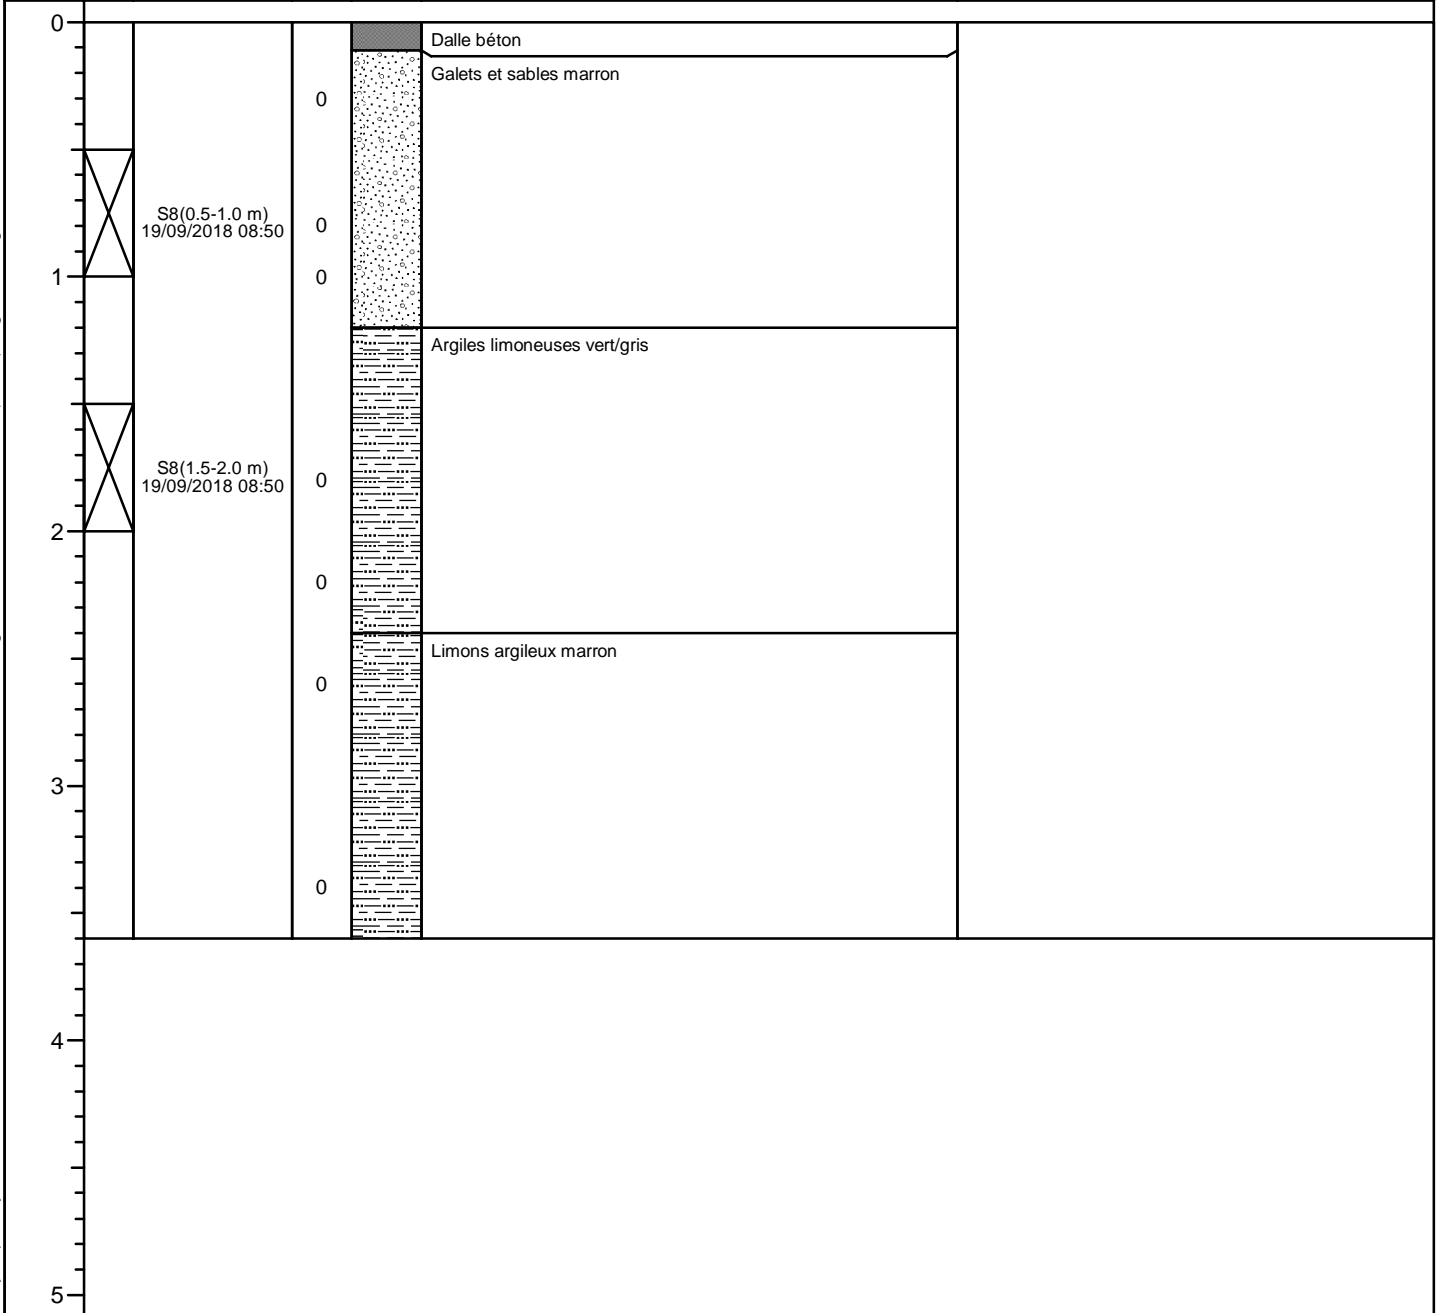 0
Dalle béton
Galets et sables marron
0
S8(0.5-1.0 m)
19/09/2018 08:50
0
1
0
Argiles limoneuses vert/gris
S8(1.5-2.0 m)
19/09/2018 08:50
0
2
0
Limons argileux marron
0
3
0
4
5